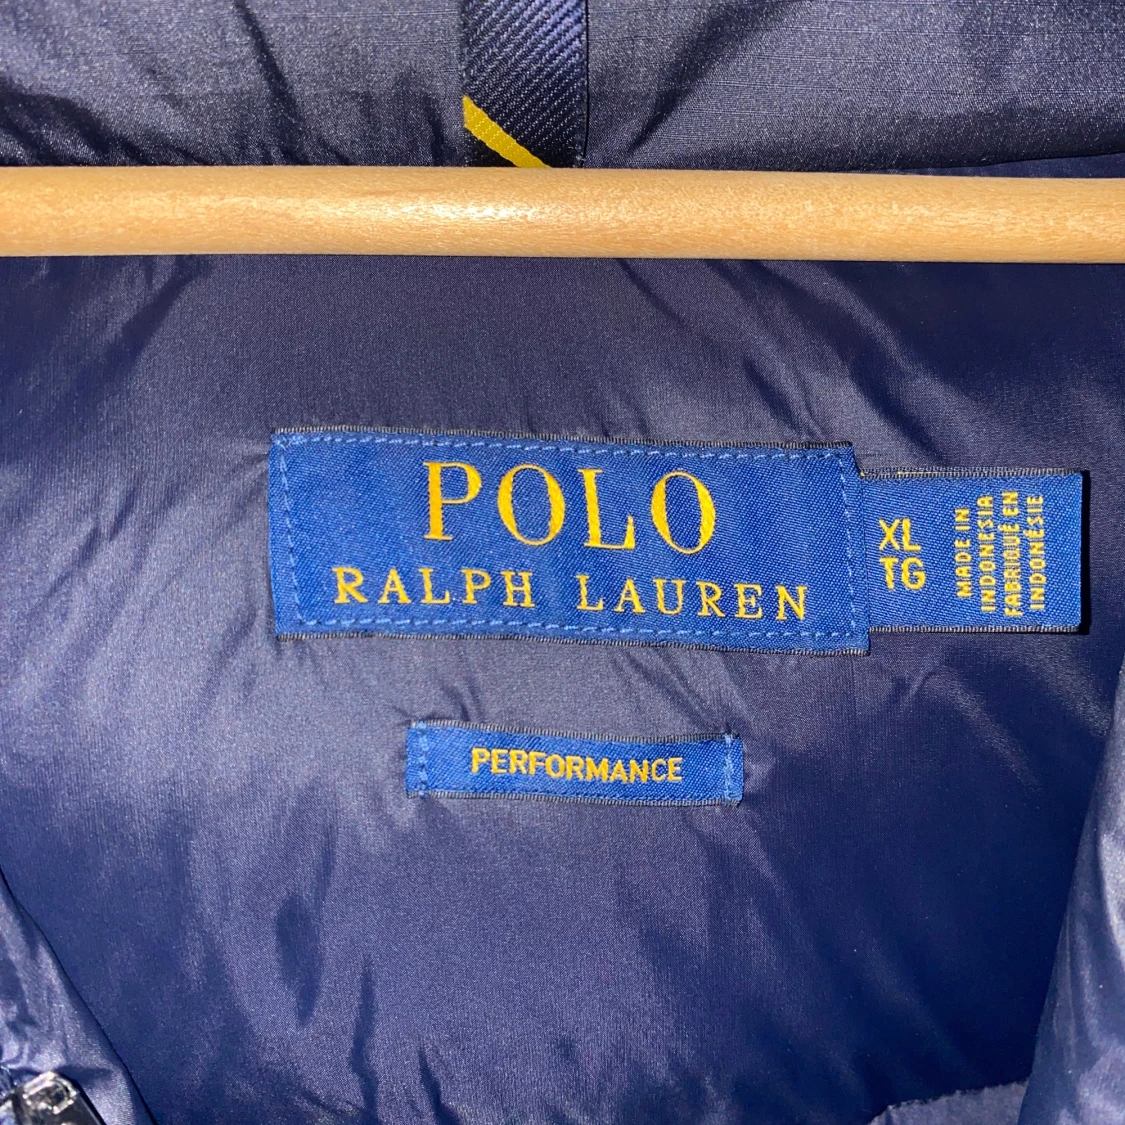 POLO
RALPH LAUREN
XL
TG
MADE IN
INDONESIA
FABRIQUÉ EN
INDONÉSIE
PERFORMANCE